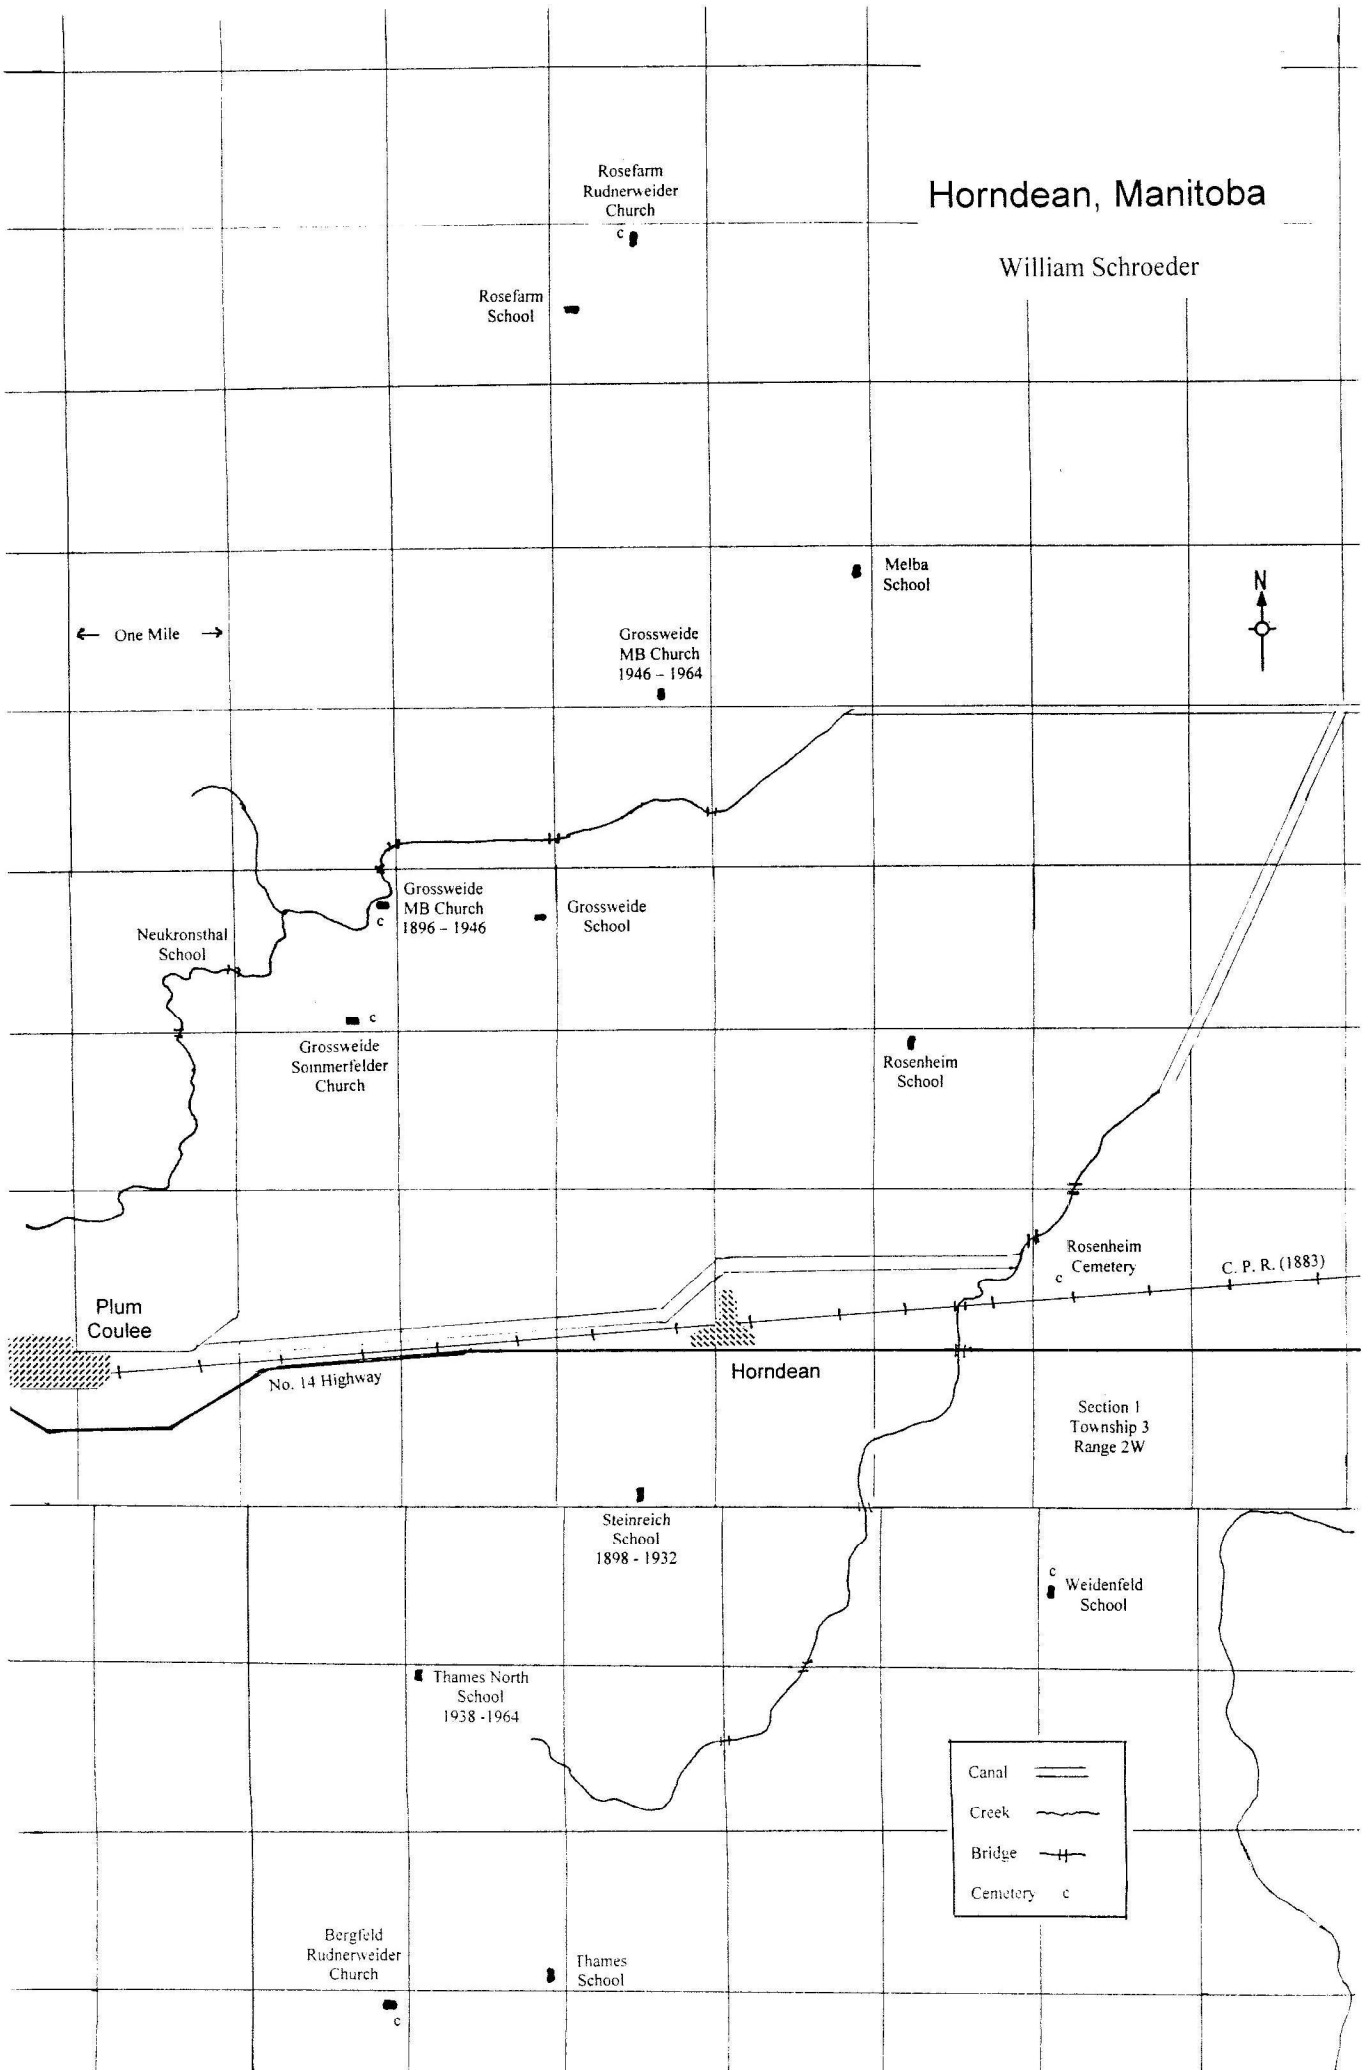 Horndean, Manitoba
William Schroeder
Rosefarm
Rudnerweider
Church
c
Rosefarm
School
Melba
School
N
← One Mile →
Grossweide
MB Church
1946 – 1964
Grossweide
MB Church
1896 – 1946
c
Grossweide
School
Neukronsthal
School
c
Grossweide
Sommerfelder
Church
Rosenheim
School
Rosenheim
Cemetery
c
C. P. R. (1883)
Plum
Coulee
No. 14 Highway
Horndean
Section 1
Township 3
Range 2W
Steinreich
School
1898 - 1932
c
Weidenfeld
School
Thames North
School
1938 -1964
Canal
Creek
Bridge
Cemetery c
Bergfeld
Rudnerweider
Church
c
Thames
School